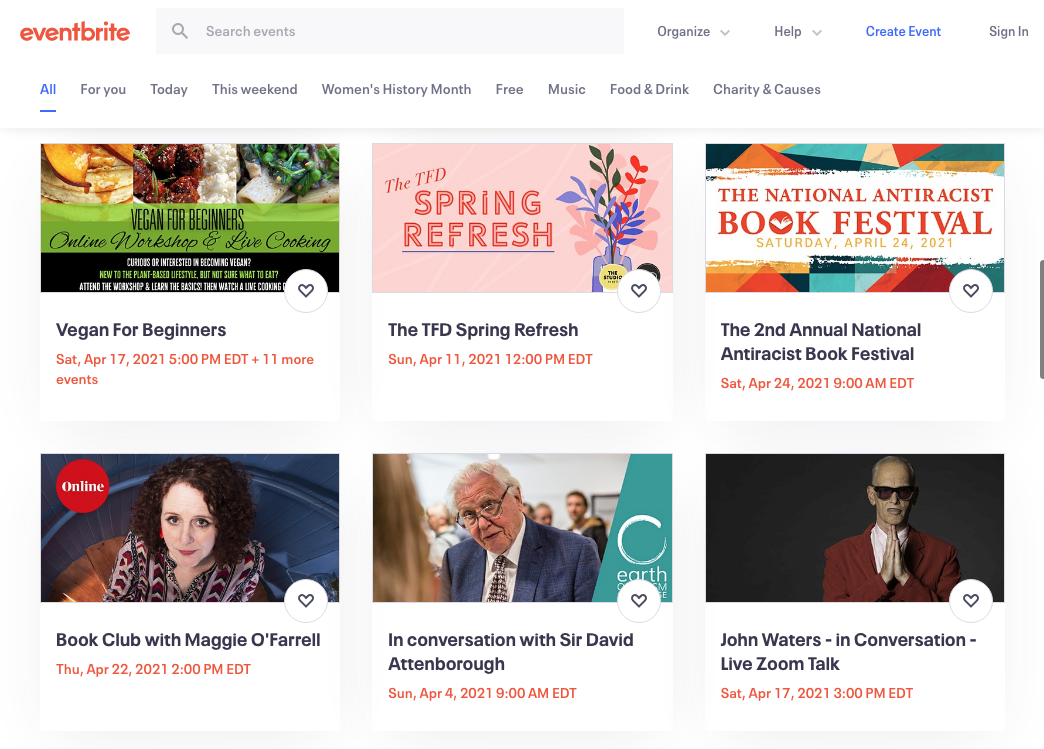 eventbrite
Search events
Organize
Help
Create Event
Sign In
All
For you
Today
This weekend
Women's History Month
Free
Music
Food & Drink
Charity & Causes
VEGAN FOR BEGINNERS
Online Workshop & Live Cooking
CURIOUS OR INTERESTED IN BECOMING VEGAN?
NEW TO THE PLANT-BASED LIFESTYLE, BUT NOT SURE WHAT TO EAT?
ATTEND THE WORKSHOP & LEARN THE BASICS! THEN WATCH A LIVE COOKING
The TFD
SPRING
REFRESH
THE
STUDIO
THE NATIONAL ANTIRACIST
BOOK FESTIVAL
SATURDAY, APRIL 24, 2021
Vegan For Beginners
Sat, Apr 17, 2021 5:00 PM EDT + 11 more
events
The TFD Spring Refresh
Sun, Apr 11, 2021 12:00 PM EDT
The 2nd Annual National
Antiracist Book Festival
Sat, Apr 24, 2021 9:00 AM EDT
Online
earth
Book Club with Maggie O'Farrell
Thu, Apr 22, 2021 2:00 PM EDT
In conversation with Sir David
Attenborough
Sun, Apr 4, 2021 9:00 AM EDT
John Waters - in Conversation -
Live Zoom Talk
Sat, Apr 17, 2021 3:00 PM EDT